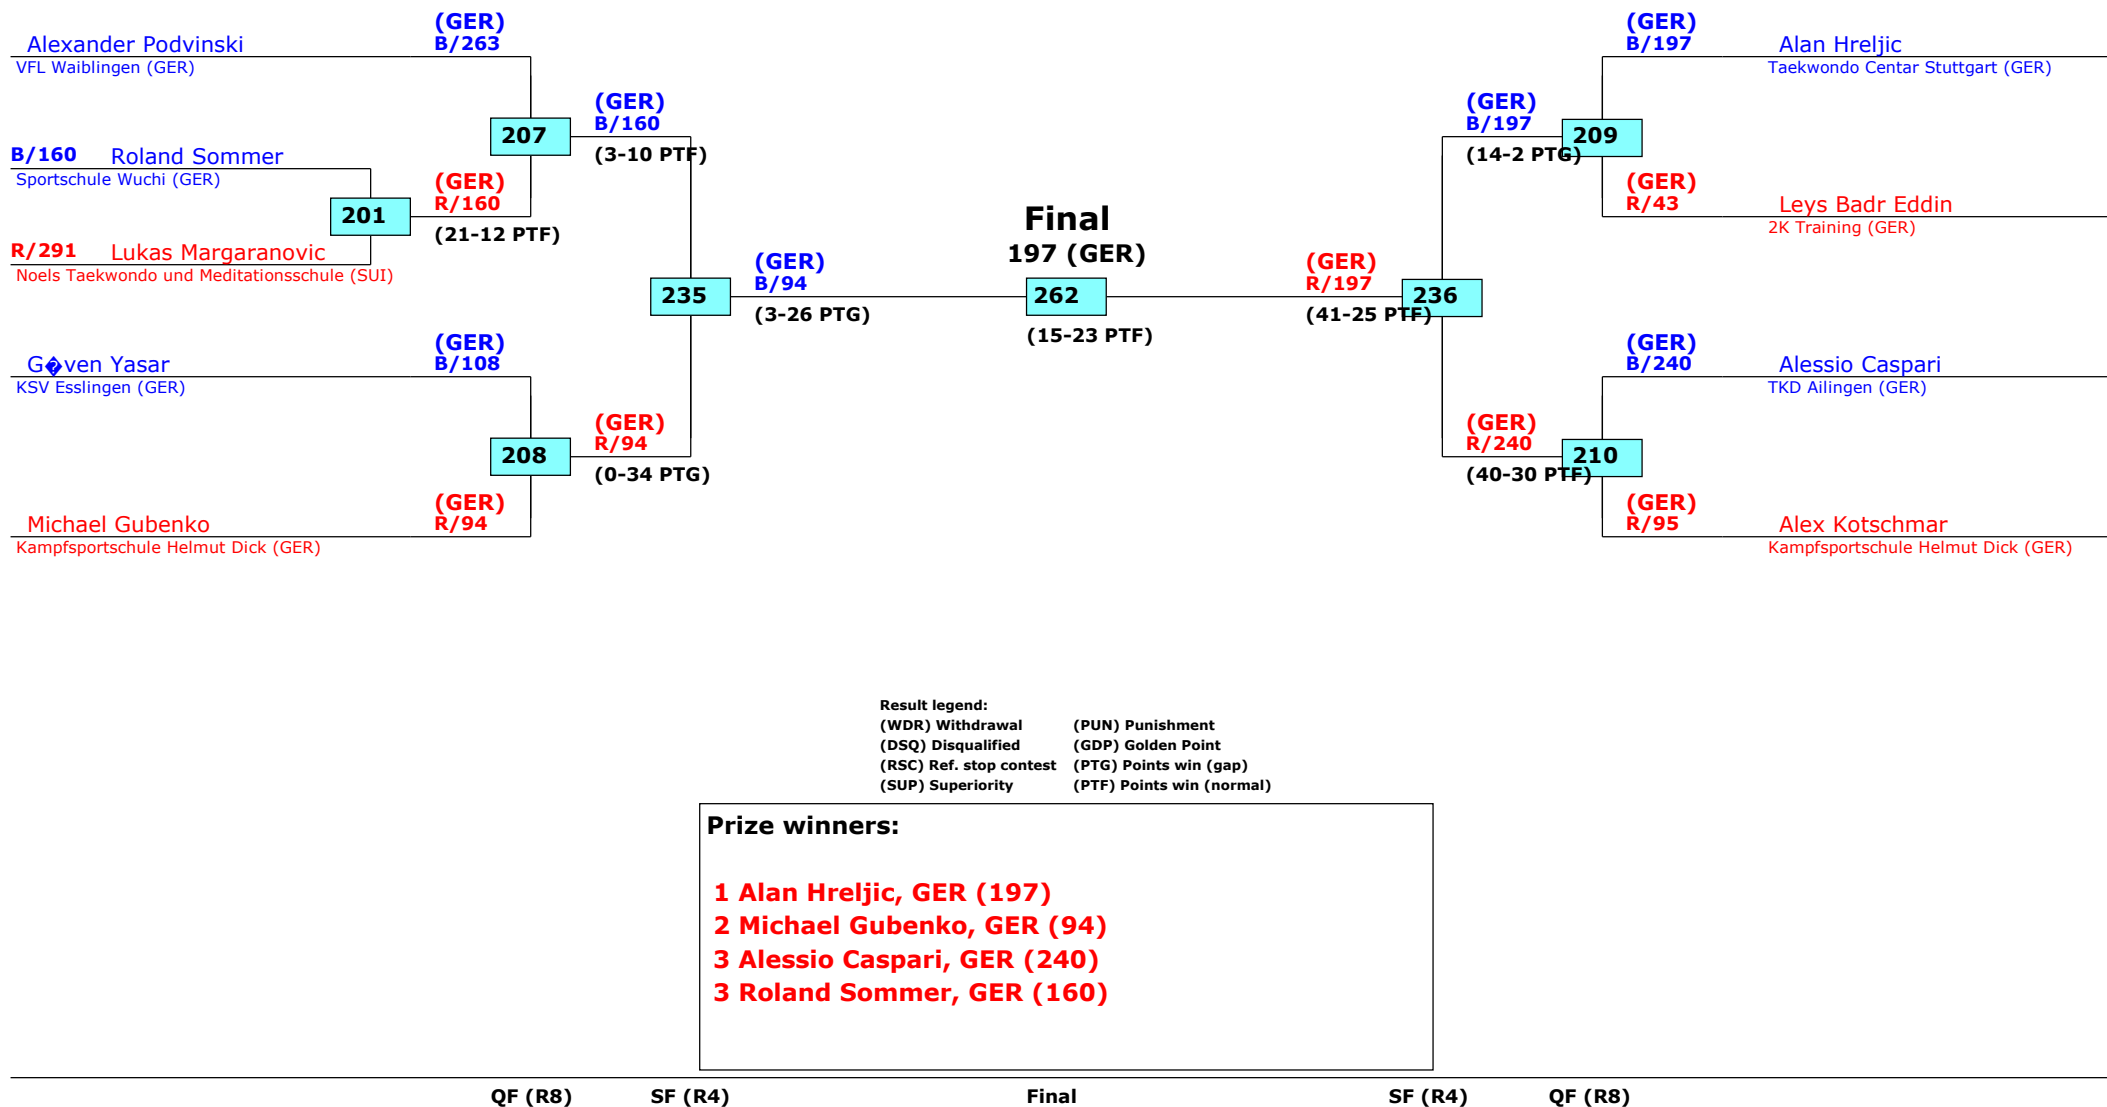 (GER)
Alexander Podvinski B/263
VFL Waiblingen (GER)
(GER)
B/160
207
(3-10 PTF)
B/160 Roland Sommer
Sportschule Wuchi (GER)
(GER)
R/160
201
(21-12 PTF)
R/291 Lukas Margaranovic
Noels Taekwondo und Meditationsschule (SUI)
(GER)
B/94
235
(3-26 PTG)
(GER)
G�ven Yasar B/108
KSV Esslingen (GER)
(GER)
R/94
208
(0-34 PTG)
(GER)
Michael Gubenko R/94
Kampfsportschule Helmut Dick (GER)
Final
197 (GER)
262
(15-23 PTF)
(GER)
B/197 Alan Hreljic
Taekwondo Centar Stuttgart (GER)
(GER)
B/197
209
(14-2 PTG)
(GER)
R/43 Leys Badr Eddin
2K Training (GER)
(GER)
R/197
236
(41-25 PTF)
(GER)
B/240 Alessio Caspari
TKD Ailingen (GER)
(GER)
R/240
210
(40-30 PTF)
(GER)
R/95 Alex Kotschmar
Kampfsportschule Helmut Dick (GER)
Result legend:
(WDR) Withdrawal (PUN) Punishment
(DSQ) Disqualified (GDP) Golden Point
(RSC) Ref. stop contest (PTG) Points win (gap)
(SUP) Superiority (PTF) Points win (normal)
Prize winners:
1 Alan Hreljic, GER (197)
2 Michael Gubenko, GER (94)
3 Alessio Caspari, GER (240)
3 Roland Sommer, GER (160)
QF (R8) SF (R4) Final SF (R4) QF (R8)